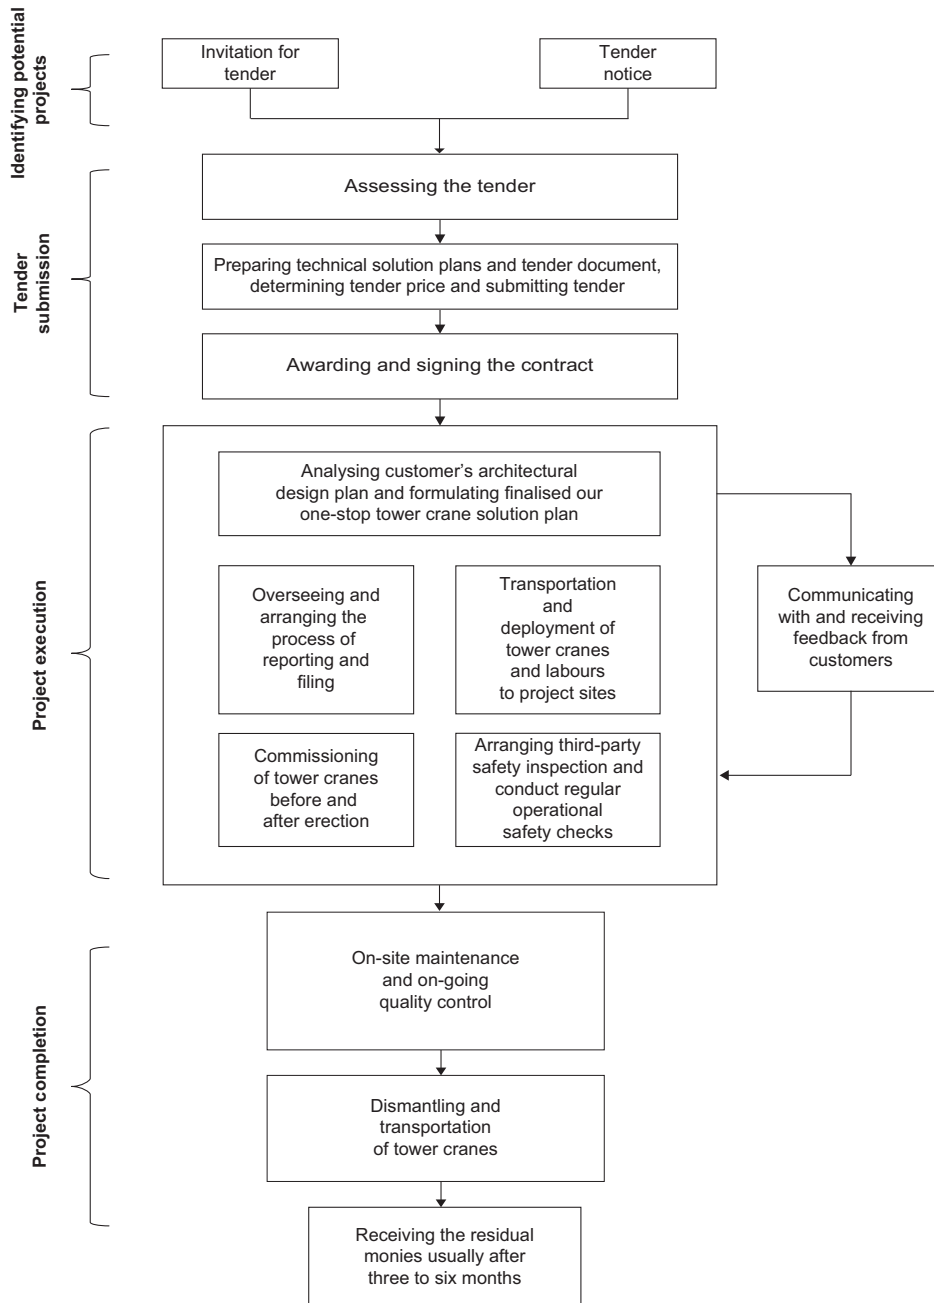 Identifying potential
projects
Invitation for
tender
Tender
notice
Tender
submission
Assessing the tender
Preparing technical solution plans and tender document,
determining tender price and submitting tender
Awarding and signing the contract
Project execution
Analysing customer's architectural
design plan and formulating finalised our
one-stop tower crane solution plan
Overseeing and
arranging the
process of
reporting and
filing
Transportation
and
deployment of
tower cranes
and labours
to project sites
Commissioning
of tower cranes
before and
after erection
Arranging third-party
safety inspection and
conduct regular
operational
safety checks
Communicating
with and receiving
feedback from
customers
Project completion
On-site maintenance
and on-going
quality control
Dismantling and
transportation
of tower cranes
Receiving the residual
monies usually after
three to six months